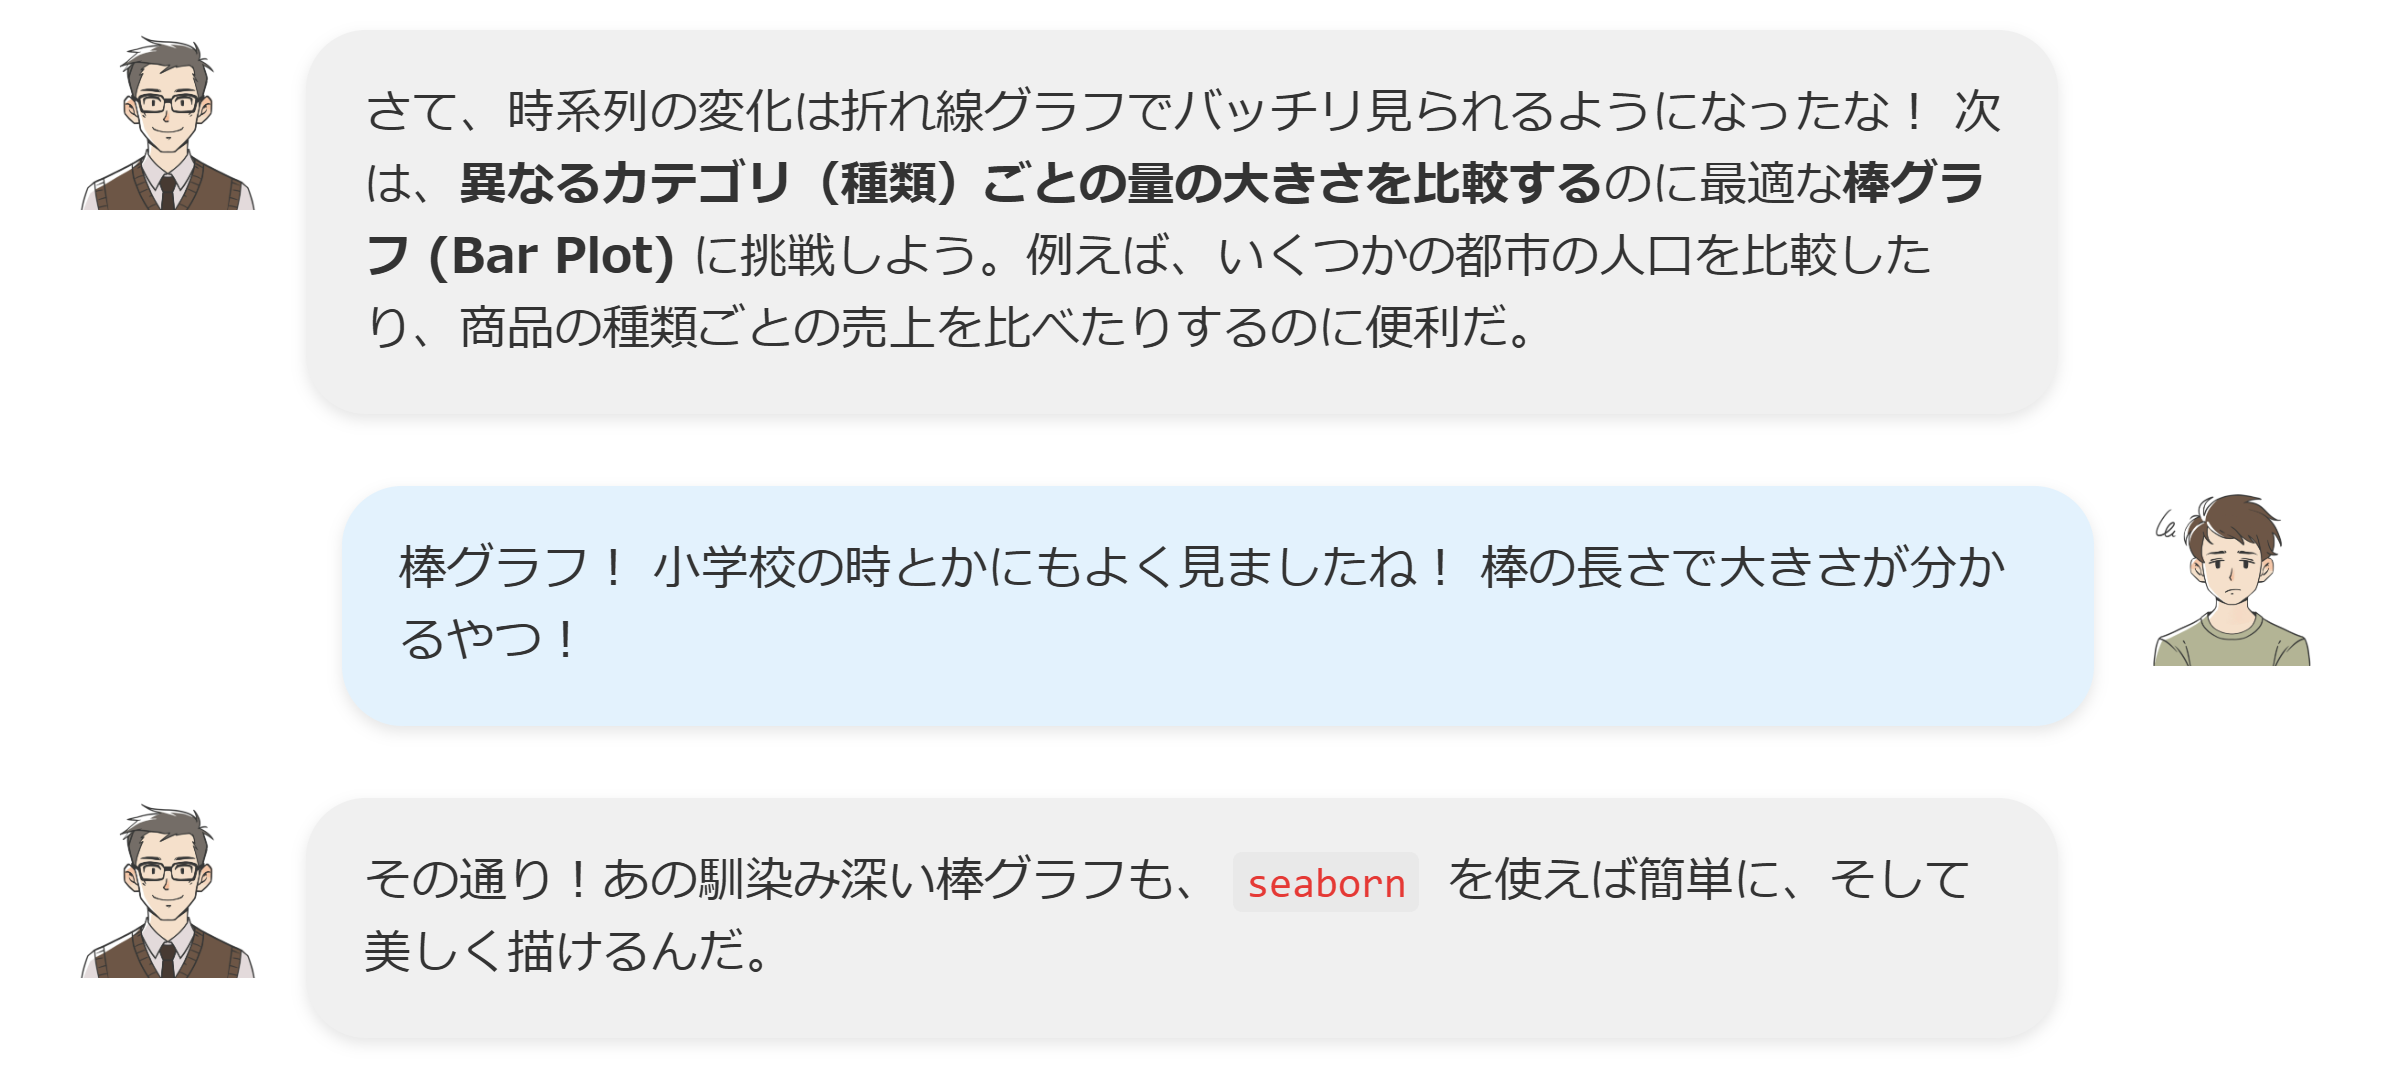 さて、時系列の変化は折れ線グラフでバッチリ見られるようになったな！ 次
は、異なるカテゴリ（種類）ごとの量の大きさを比較するのに最適な棒グラ
フ (Bar Plot) に挑戦しよう。例えば、いくつかの都市の人口を比較した
り、商品の種類ごとの売上を比べたりするのに便利だ。
棒グラフ！ 小学校の時とかにもよく見ましたね！ 棒の長さで大きさが分か
るやつ！
その通り！あの馴染み深い棒グラフも、 seaborn を使えば簡単に、そして
美しく描けるんだ。